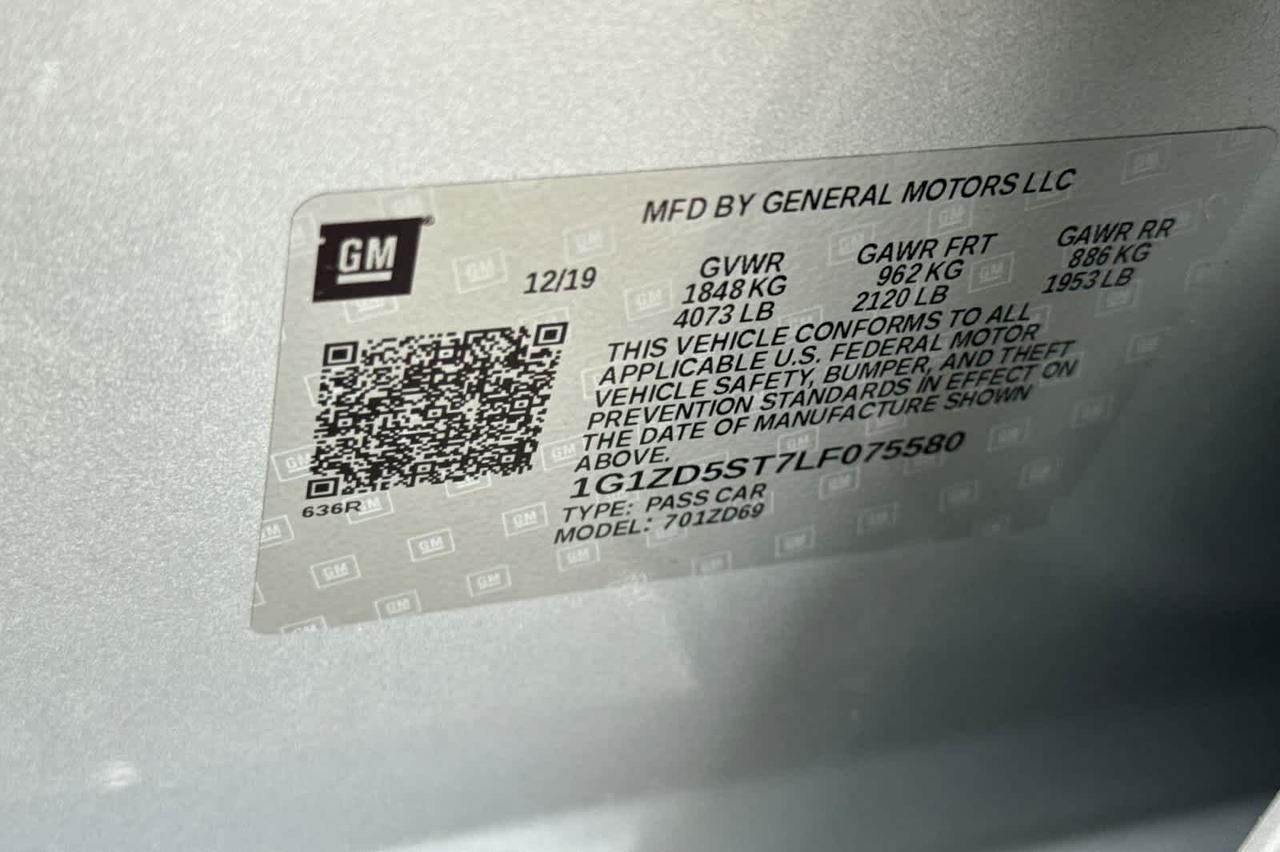 GM
MFD BY GENERAL MOTORS LLC
12/19
GVWR GAWR FRT GAWR RR
1848 KG 962 KG 886 KG
4073 LB 2120 LB 1953 LB
THIS VEHICLE CONFORMS TO ALL
APPLICABLE U.S. FEDERAL MOTOR
VEHICLE SAFETY, BUMPER, AND THEFT
PREVENTION STANDARDS IN EFFECT ON
THE DATE OF MANUFACTURE SHOWN
ABOVE.
1G1ZD5ST7LF075580
TYPE: PASS CAR
MODEL: 701ZD69
636R